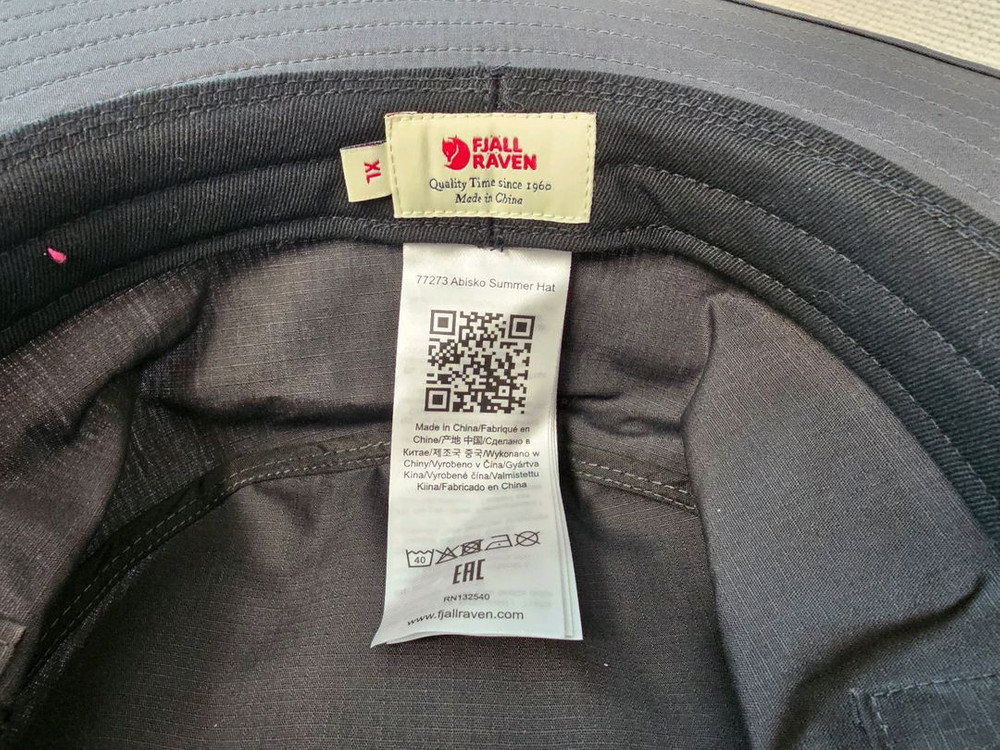 FJÄLL
RÄVEN
Quality Time since 1960
Made in China
XL
77273 Abisko Summer Hat
Made in China/Fabriqué en
Chine/产地 中国/Сделано в
Китае/제조국 중국/Wykonano w
Chiny/Vyrobeno v Čína/Gyártva
Kína/Vyrobené čína/Valmistettu
Kiina/Fabricado en China
40
EAC
RN132540
www.fjallraven.com